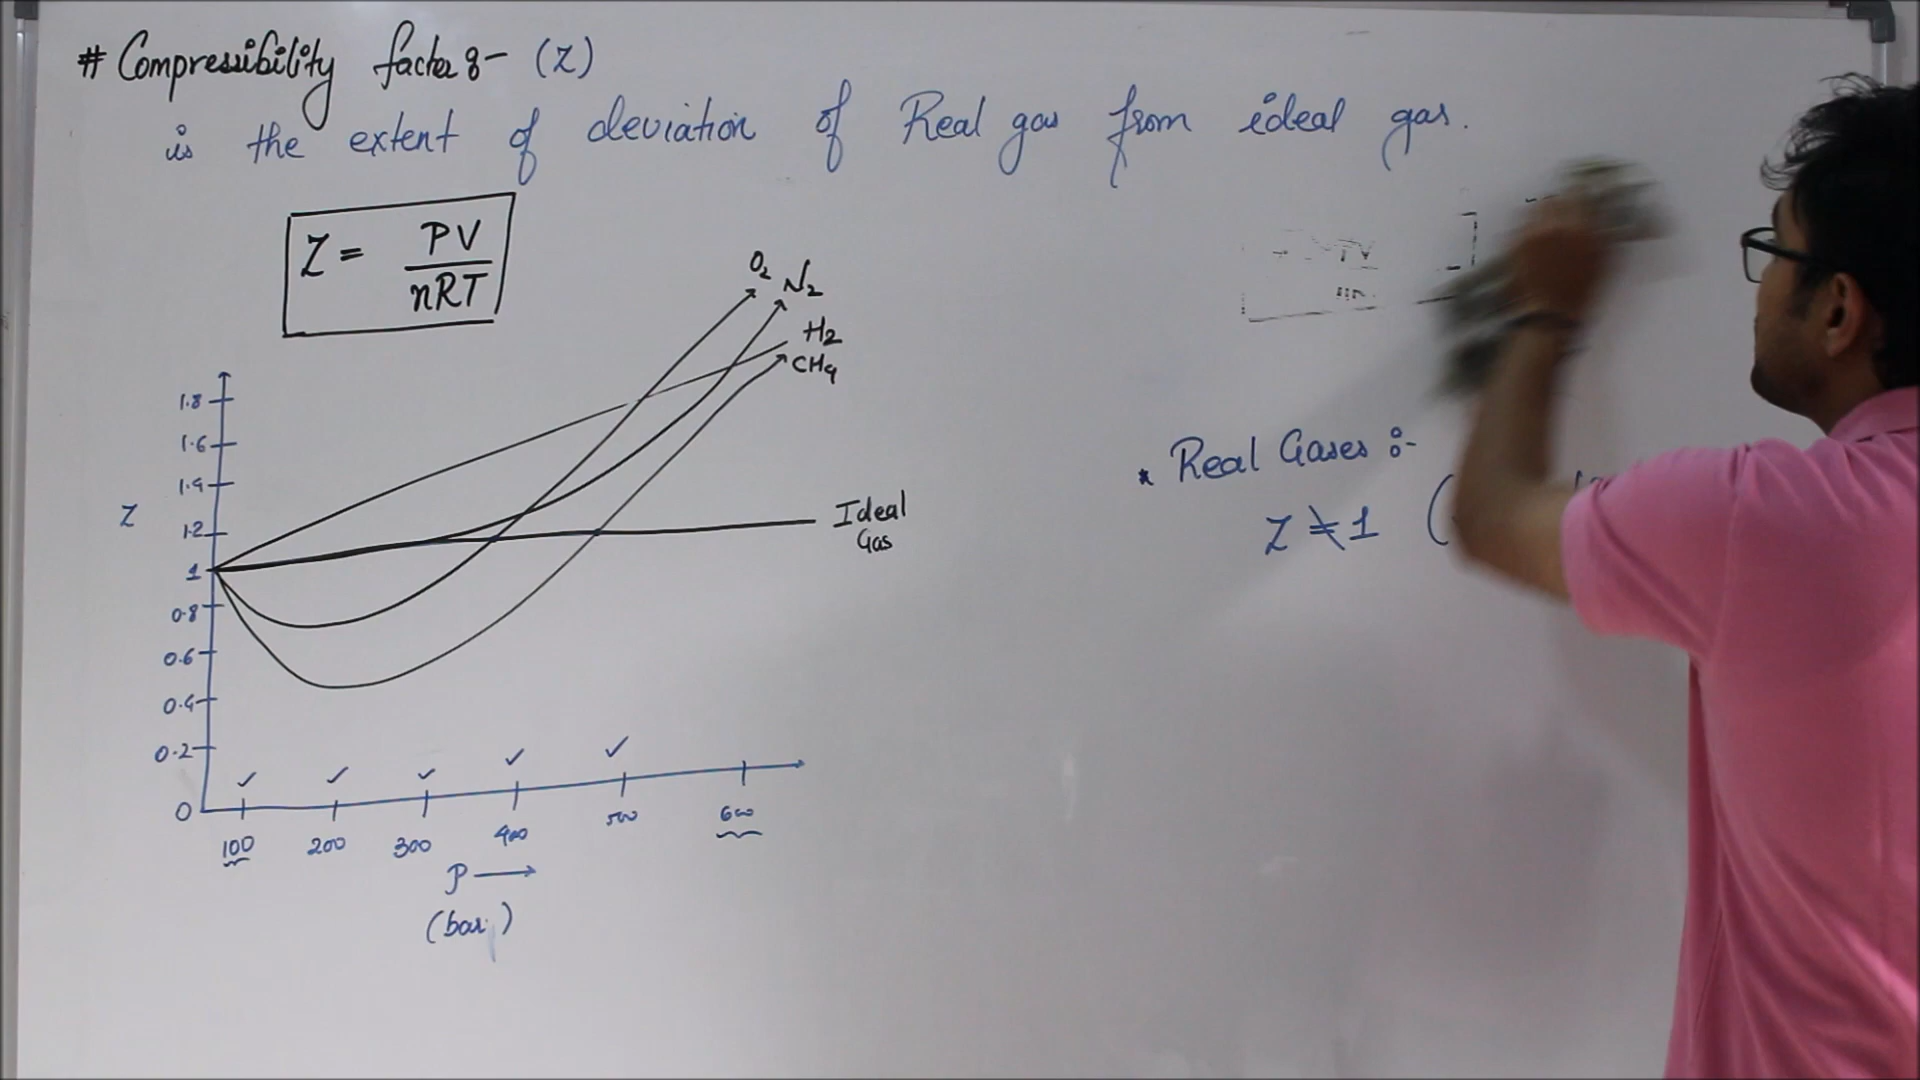 # Compressibility factor :- (Z)
is the extent of deviation of Real gas from ideal gas.
Z = PV
nRT
O2 N2
H2
CH4
1.8
1.6
1.4
Z
1.2
1
0.8
0.6
0.4
0.2
0
Ideal
Gas
100 200 300 400 500 600
P
(bar)
PV
* Real Gases :-
Z ≠ 1 (